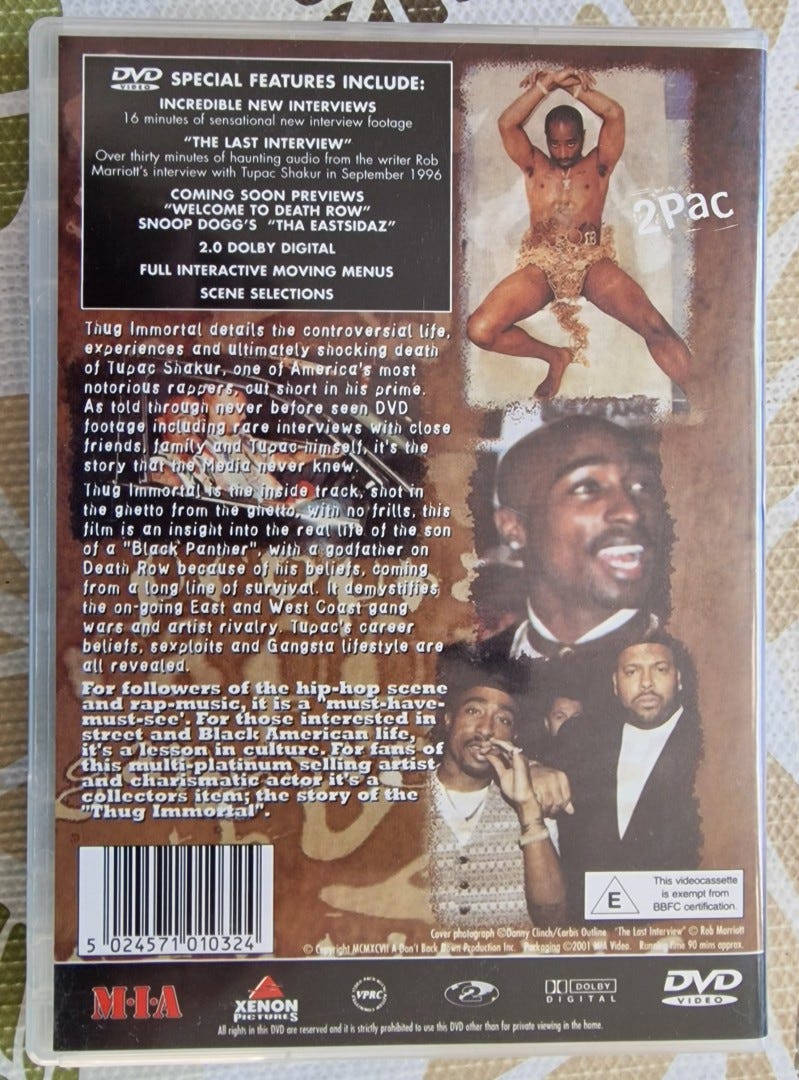 DVD VIDEO SPECIAL FEATURES INCLUDE:
INCREDIBLE NEW INTERVIEWS
16 minutes of sensational new interview footage
"THE LAST INTERVIEW"
Over thirty minutes of haunting audio from the writer Rob
Marriott's interview with Tupac Shakur in September 1996
COMING SOON PREVIEWS
"WELCOME TO DEATH ROW"
SNOOP DOGG'S "THA EASTSIDAZ"
2.0 DOLBY DIGITAL
FULL INTERACTIVE MOVING MENUS
SCENE SELECTIONS
2Pac
Thug Immortal details the controversial life,
experiences and ultimately shocking death
of Tupac Shakur, one of America's most
notorious rappers, cut short in his prime.
As told through never before seen DVD
footage including rare interviews with close
friends, family and Tupac himself, it's the
story that the Media never knew.
Thug Immortal is the inside track, shot in
the ghetto from the ghetto, with no frills, this
film is an insight into the real life of the son
of a "Black Panther", with a godfather on
Death Row because of his beliefs, coming
from a long line of survival. It demystifies
the on-going East and West Coast gang
wars and artist rivalry. Tupac's career
beliefs, sexploits and Gangsta lifestyle are
all revealed.
For followers of the hip-hop scene
and rap-music, it is a "must-have-
must-see'. For those interested in
street and Black American life,
it's a lesson in culture. For fans of
this multi-platinum selling artist
and charismatic actor it's a
collectors item; the story of the
"Thug Immortal".
5 024571 010324
E
This videocassette
is exempt from
BBFC certification.
Cover photograph ©Danny Clinch/Corbis Outline "The Last Interview" © Rob Marriott
© Copyright MCMXCVII A Don't Back Down Production Inc. Packaging ©2001 MIA Video. Running time 90 mins approx.
M·I·A
XENON
PICTURES
VPRC
2
DOLBY
DIGITAL
DVD
VIDEO
All rights in this DVD are reserved and it is strictly prohibited to use this DVD other than for private viewing in the home.